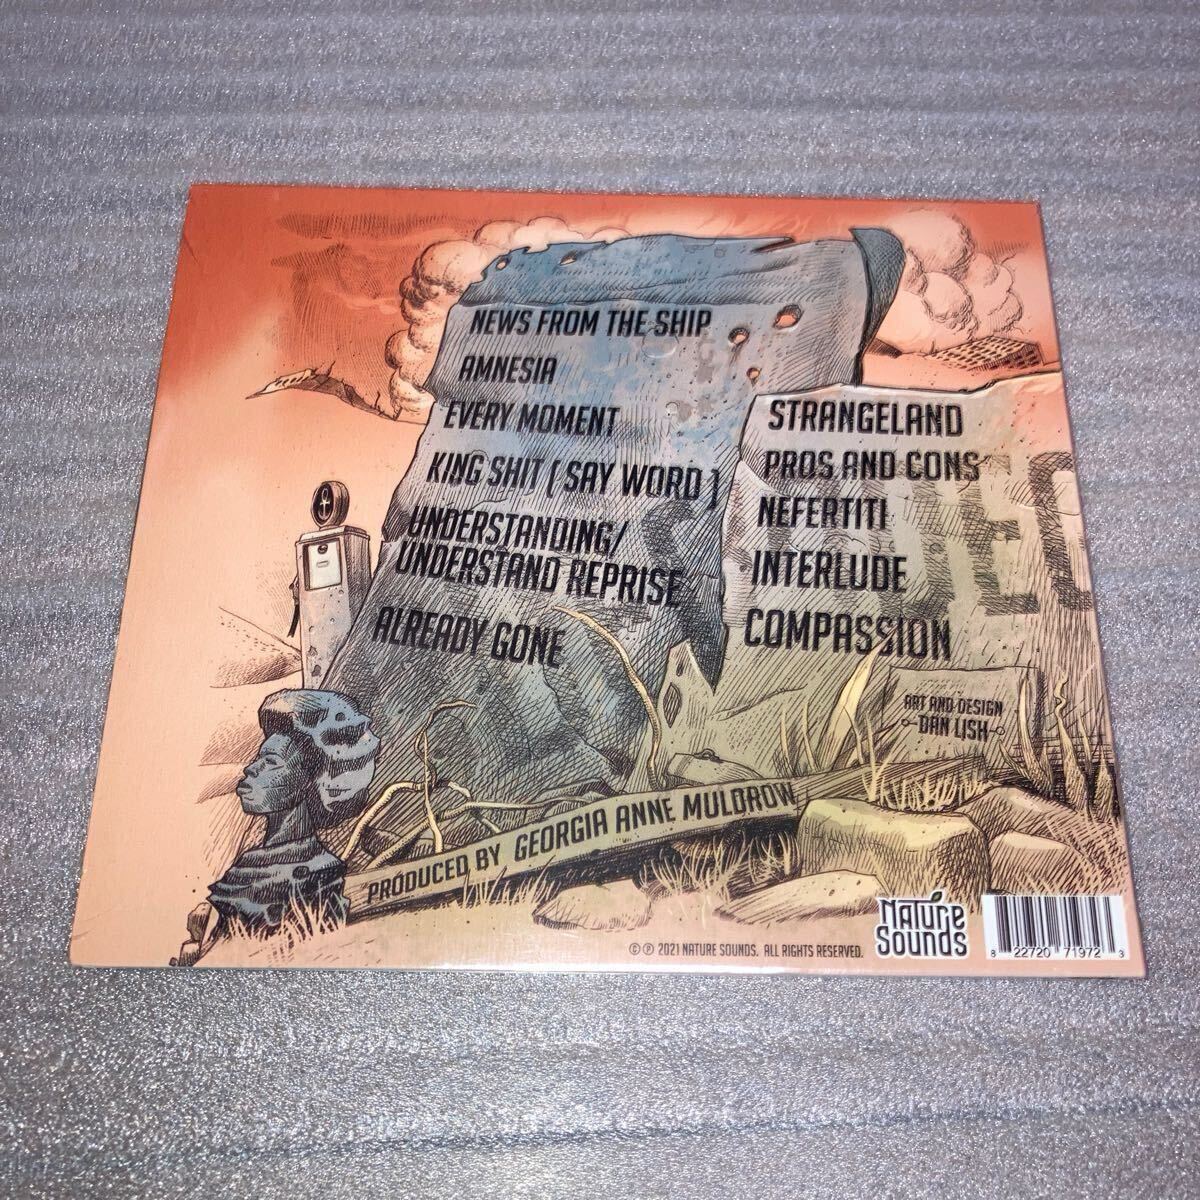 NEWS FROM THE SHIP
AMNESIA
EVERY MOMENT
KING SHIT [ SAY WORD ]
UNDERSTANDING/
UNDERSTAND REPRISE
ALREADY GONE
STRANGELAND
PROS AND CONS
NEFERTITI
INTERLUDE
COMPASSION
ART AND DESIGN
DAN LISH
PRODUCED BY GEORGIA ANNE MULDROW
© ℗ 2021 NATURE SOUNDS. ALL RIGHTS RESERVED.
NaTure
SOUNDS
8 22720 71972 3